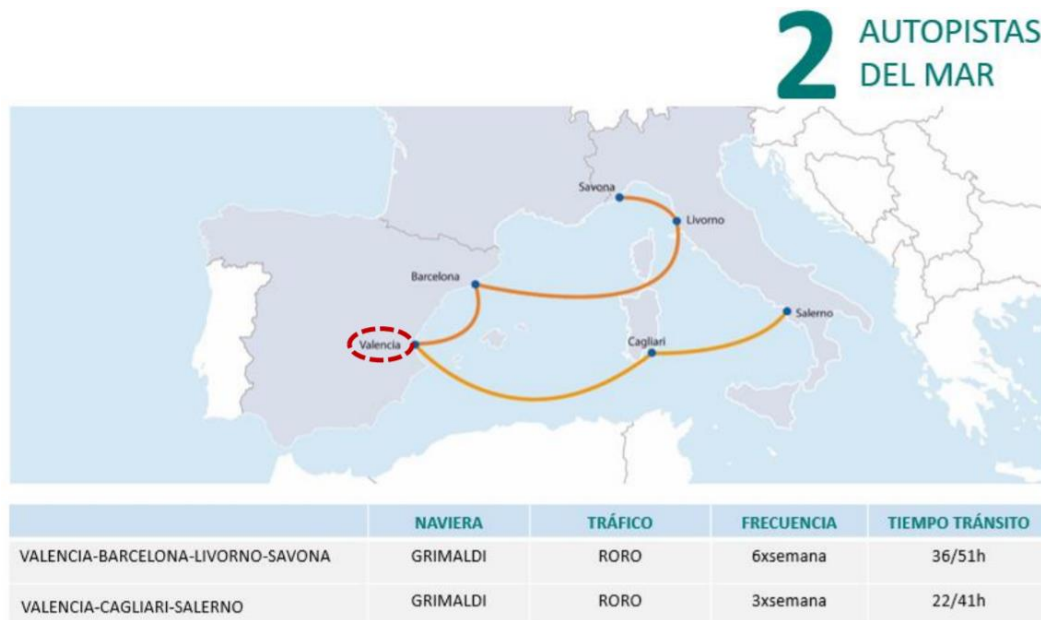 2 AUTOPISTAS
DEL MAR
Savona
Livorno
Barcelona
Salerno
Valencia
Cagliari
NAVIERA TRÁFICO FRECUENCIA TIEMPO TRÁNSITO
VALENCIA-BARCELONA-LIVORNO-SAVONA GRIMALDI RORO 6xsemana 36/51h
VALENCIA-CAGLIARI-SALERNO GRIMALDI RORO 3xsemana 22/41h